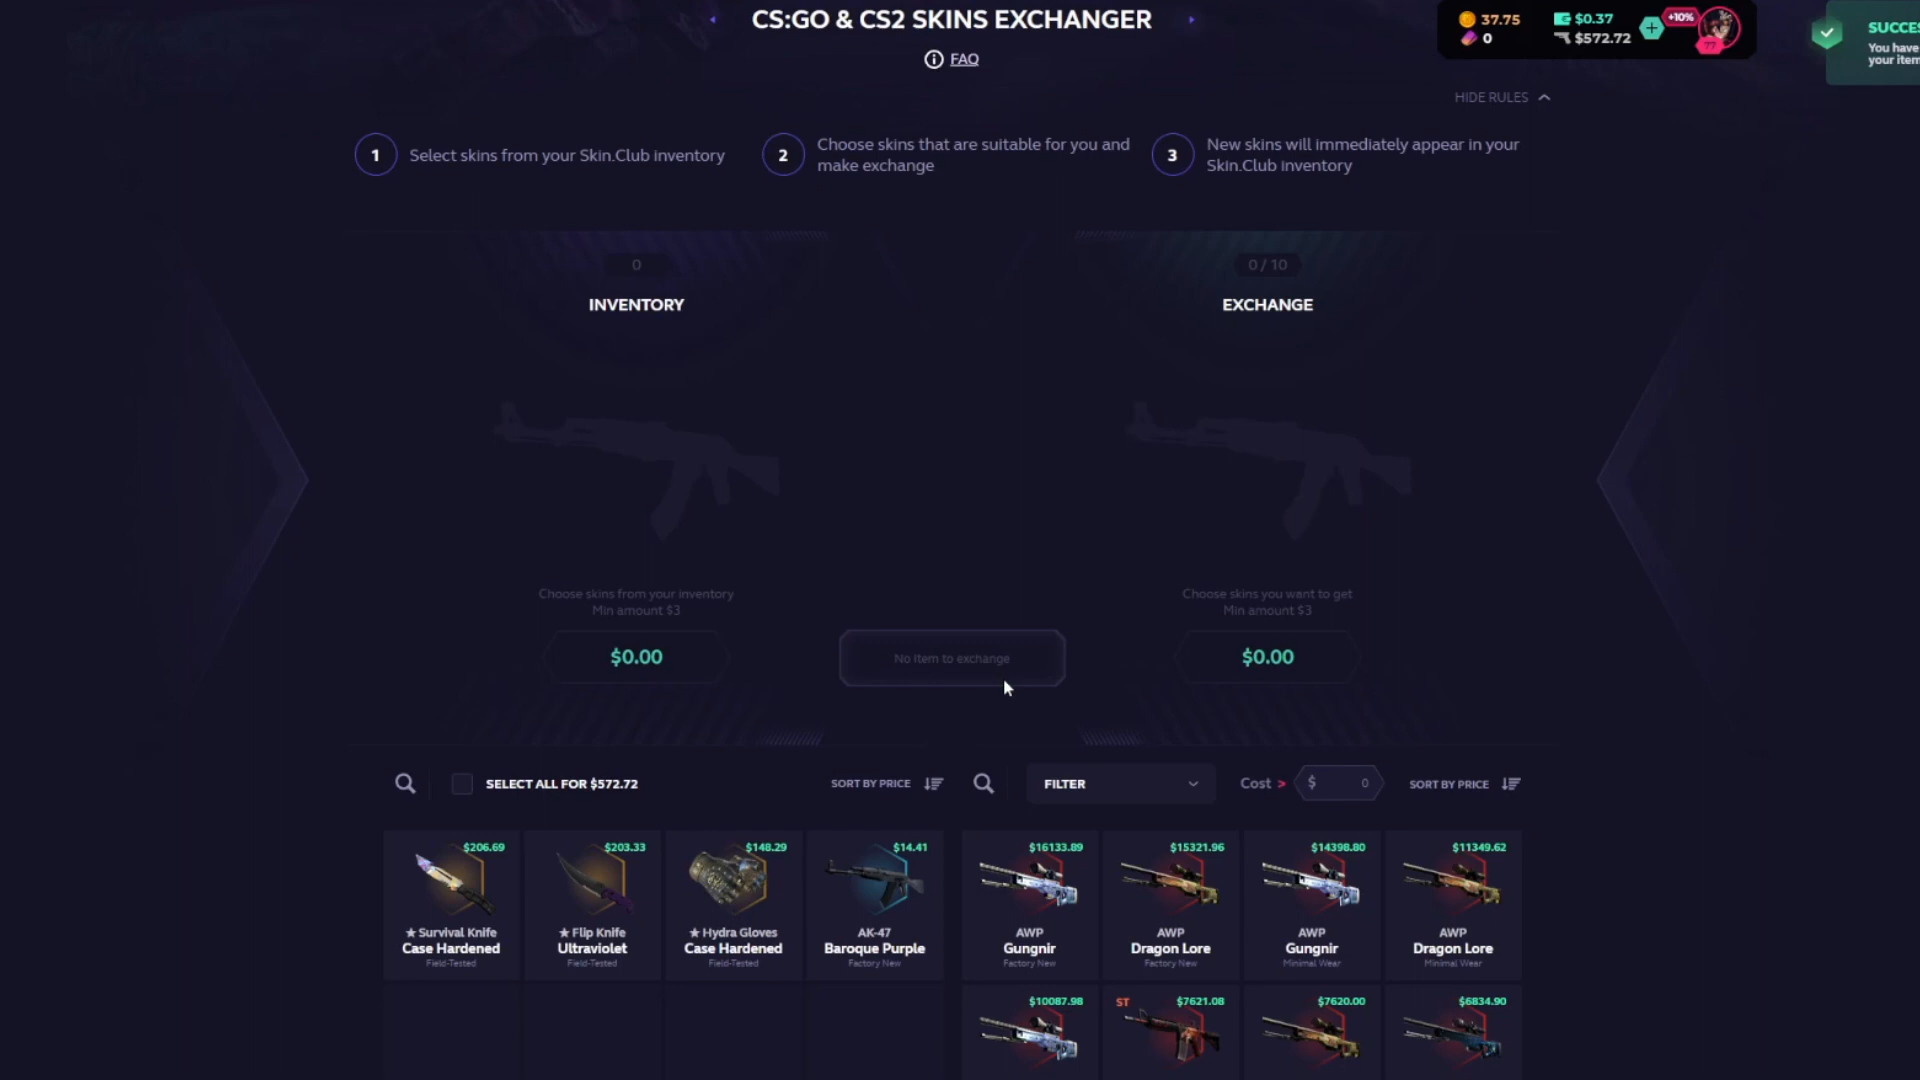 CS:GO & CS2 SKINS EXCHANGER
FAQ
37.75
0
$0.37
$572.72
+10%
77
SUCCES
You have
your item
HIDE RULES
1
Select skins from your Skin.Club inventory
2
Choose skins that are suitable for you and
make exchange
3
New skins will immediately appear in your
Skin.Club inventory
0
INVENTORY
0 / 10
EXCHANGE
Choose skins from your inventory
Min amount $3
$0.00
No item to exchange
Choose skins you want to get
Min amount $3
$0.00
SELECT ALL FOR $572.72
SORT BY PRICE
FILTER
Cost >
$ 0
SORT BY PRICE
$206.69
★ Survival Knife
Case Hardened
Field-Tested
$203.33
★ Flip Knife
Ultraviolet
Field-Tested
$148.29
★ Hydra Gloves
Case Hardened
Field-Tested
$14.41
AK-47
Baroque Purple
Factory New
$16133.89
AWP
Gungnir
Factory New
$15321.96
AWP
Dragon Lore
Factory New
$14398.80
AWP
Gungnir
Minimal Wear
$11349.62
AWP
Dragon Lore
Minimal Wear
$10087.98
ST $7621.08
$7620.00
$6834.90